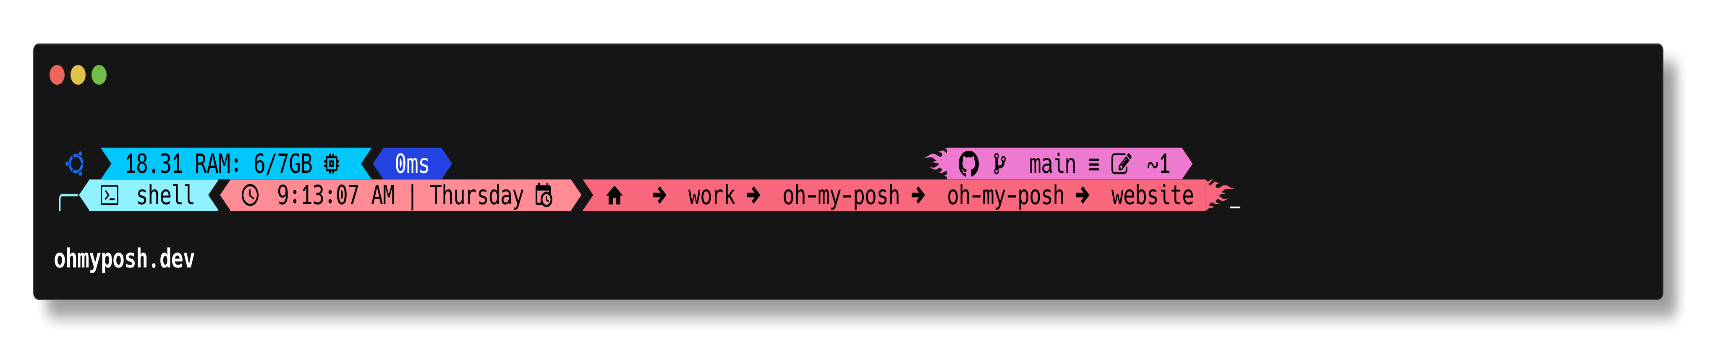 18.31 RAM: 6/7GB 0ms main ≡ ~1
shell 9:13:07 AM | Thursday → work → oh-my-posh → oh-my-posh → website _
ohmyposh.dev